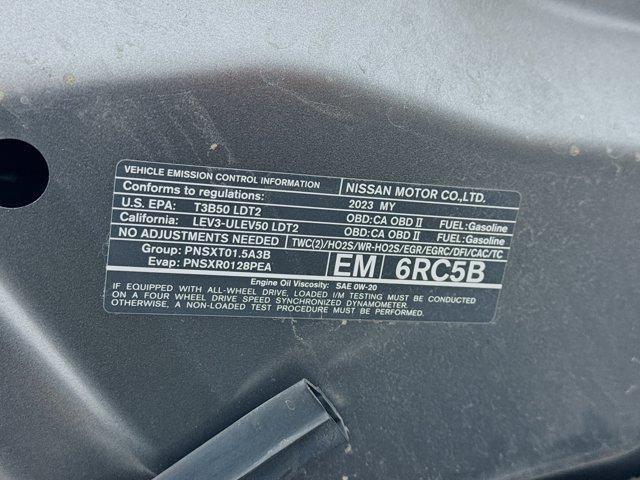 VEHICLE EMISSION CONTROL INFORMATION NISSAN MOTOR CO.,LTD.
Conforms to regulations: 2023 MY
U.S. EPA: T3B50 LDT2 OBD:CA OBD II FUEL:Gasoline
California: LEV3-ULEV50 LDT2 OBD:CA OBD II FUEL:Gasoline
NO ADJUSTMENTS NEEDED TWC(2)/HO2S/WR-HO2S/EGR/EGRC/DFI/CAC/TC
Group: PNSXT01.5A3B
Evap: PNSXR0128PEA
EM 6RC5B
Engine Oil Viscosity: SAE 0W-20
IF EQUIPPED WITH ALL-WHEEL DRIVE, LOADED I/M TESTING MUST BE CONDUCTED
ON A FOUR WHEEL DRIVE SPEED SYNCHRONIZED DYNAMOMETER.
OTHERWISE, A NON-LOADED TEST PROCEDURE MUST BE PERFORMED.